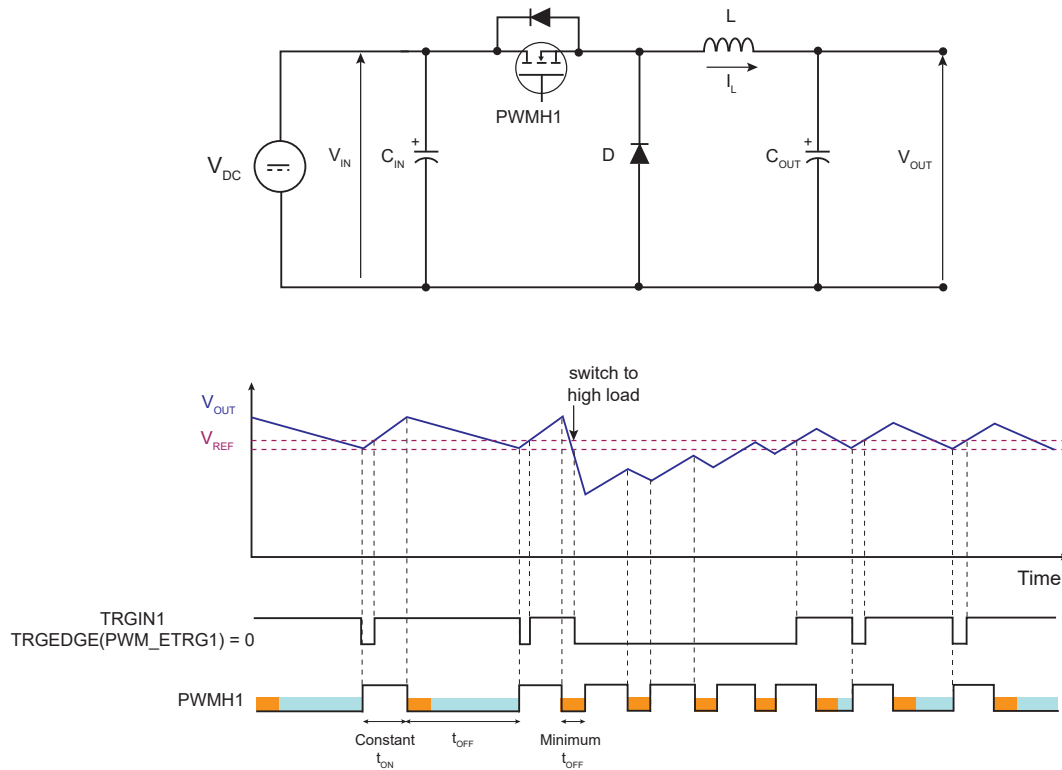 L
I_L
PWMH1
V_DC
V_IN
C_IN
+
D
C_OUT
+
V_OUT
switch to
high load
V_OUT
V_REF
Time
TRGIN1
TRGEDGE(PWM_ETRG1) = 0
PWMH1
Constant
t_ON
t_OFF
Minimum
t_OFF